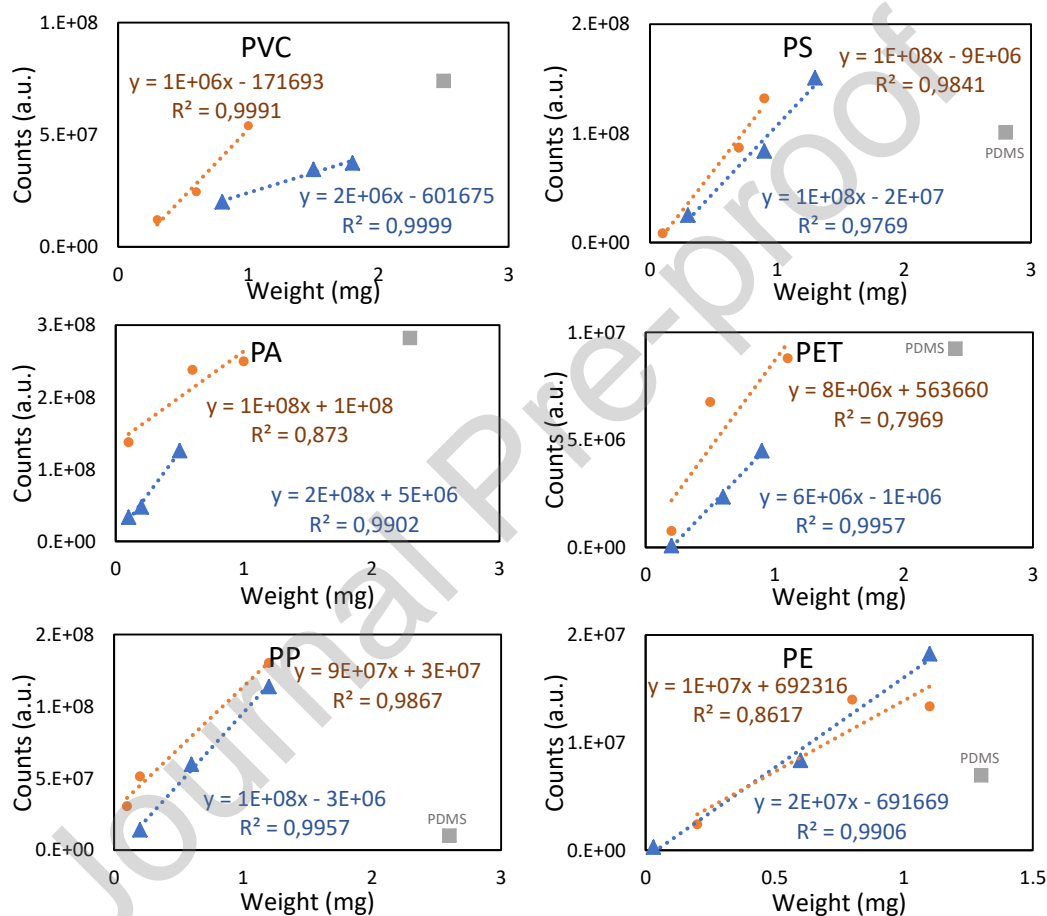 PVC
y = 1E+06x - 171693
R² = 0,9991
y = 2E+06x - 601675
R² = 0,9999
1.E+08
5.E+07
0.E+00
Counts (a.u.)
0 1 2 3
Weight (mg)
PS
y = 1E+08x - 9E+06
R² = 0,9841
PDMS
y = 1E+08x - 2E+07
R² = 0,9769
2.E+08
1.E+08
0.E+00
Counts (a.u.)
0 1 2 3
Weight (mg)
PA
y = 1E+08x + 1E+08
R² = 0,873
y = 2E+08x + 5E+06
R² = 0,9902
3.E+08
2.E+08
1.E+08
0.E+00
Counts (a.u.)
0 1 2 3
Weight (mg)
PET
PDMS
y = 8E+06x + 563660
R² = 0,7969
y = 6E+06x - 1E+06
R² = 0,9957
1.E+07
5.E+06
0.E+00
Counts (a.u.)
0 1 2 3
Weight (mg)
PP
y = 9E+07x + 3E+07
R² = 0,9867
y = 1E+08x - 3E+06
R² = 0,9957
PDMS
2.E+08
1.E+08
5.E+07
0.E+00
Counts (a.u.)
0 1 2 3
Weight (mg)
PE
y = 1E+07x + 692316
R² = 0,8617
PDMS
y = 2E+07x - 691669
R² = 0,9906
2.E+07
1.E+07
0.E+00
Counts (a.u.)
0 0.5 1 1.5
Weight (mg)
Journal Pre-proof